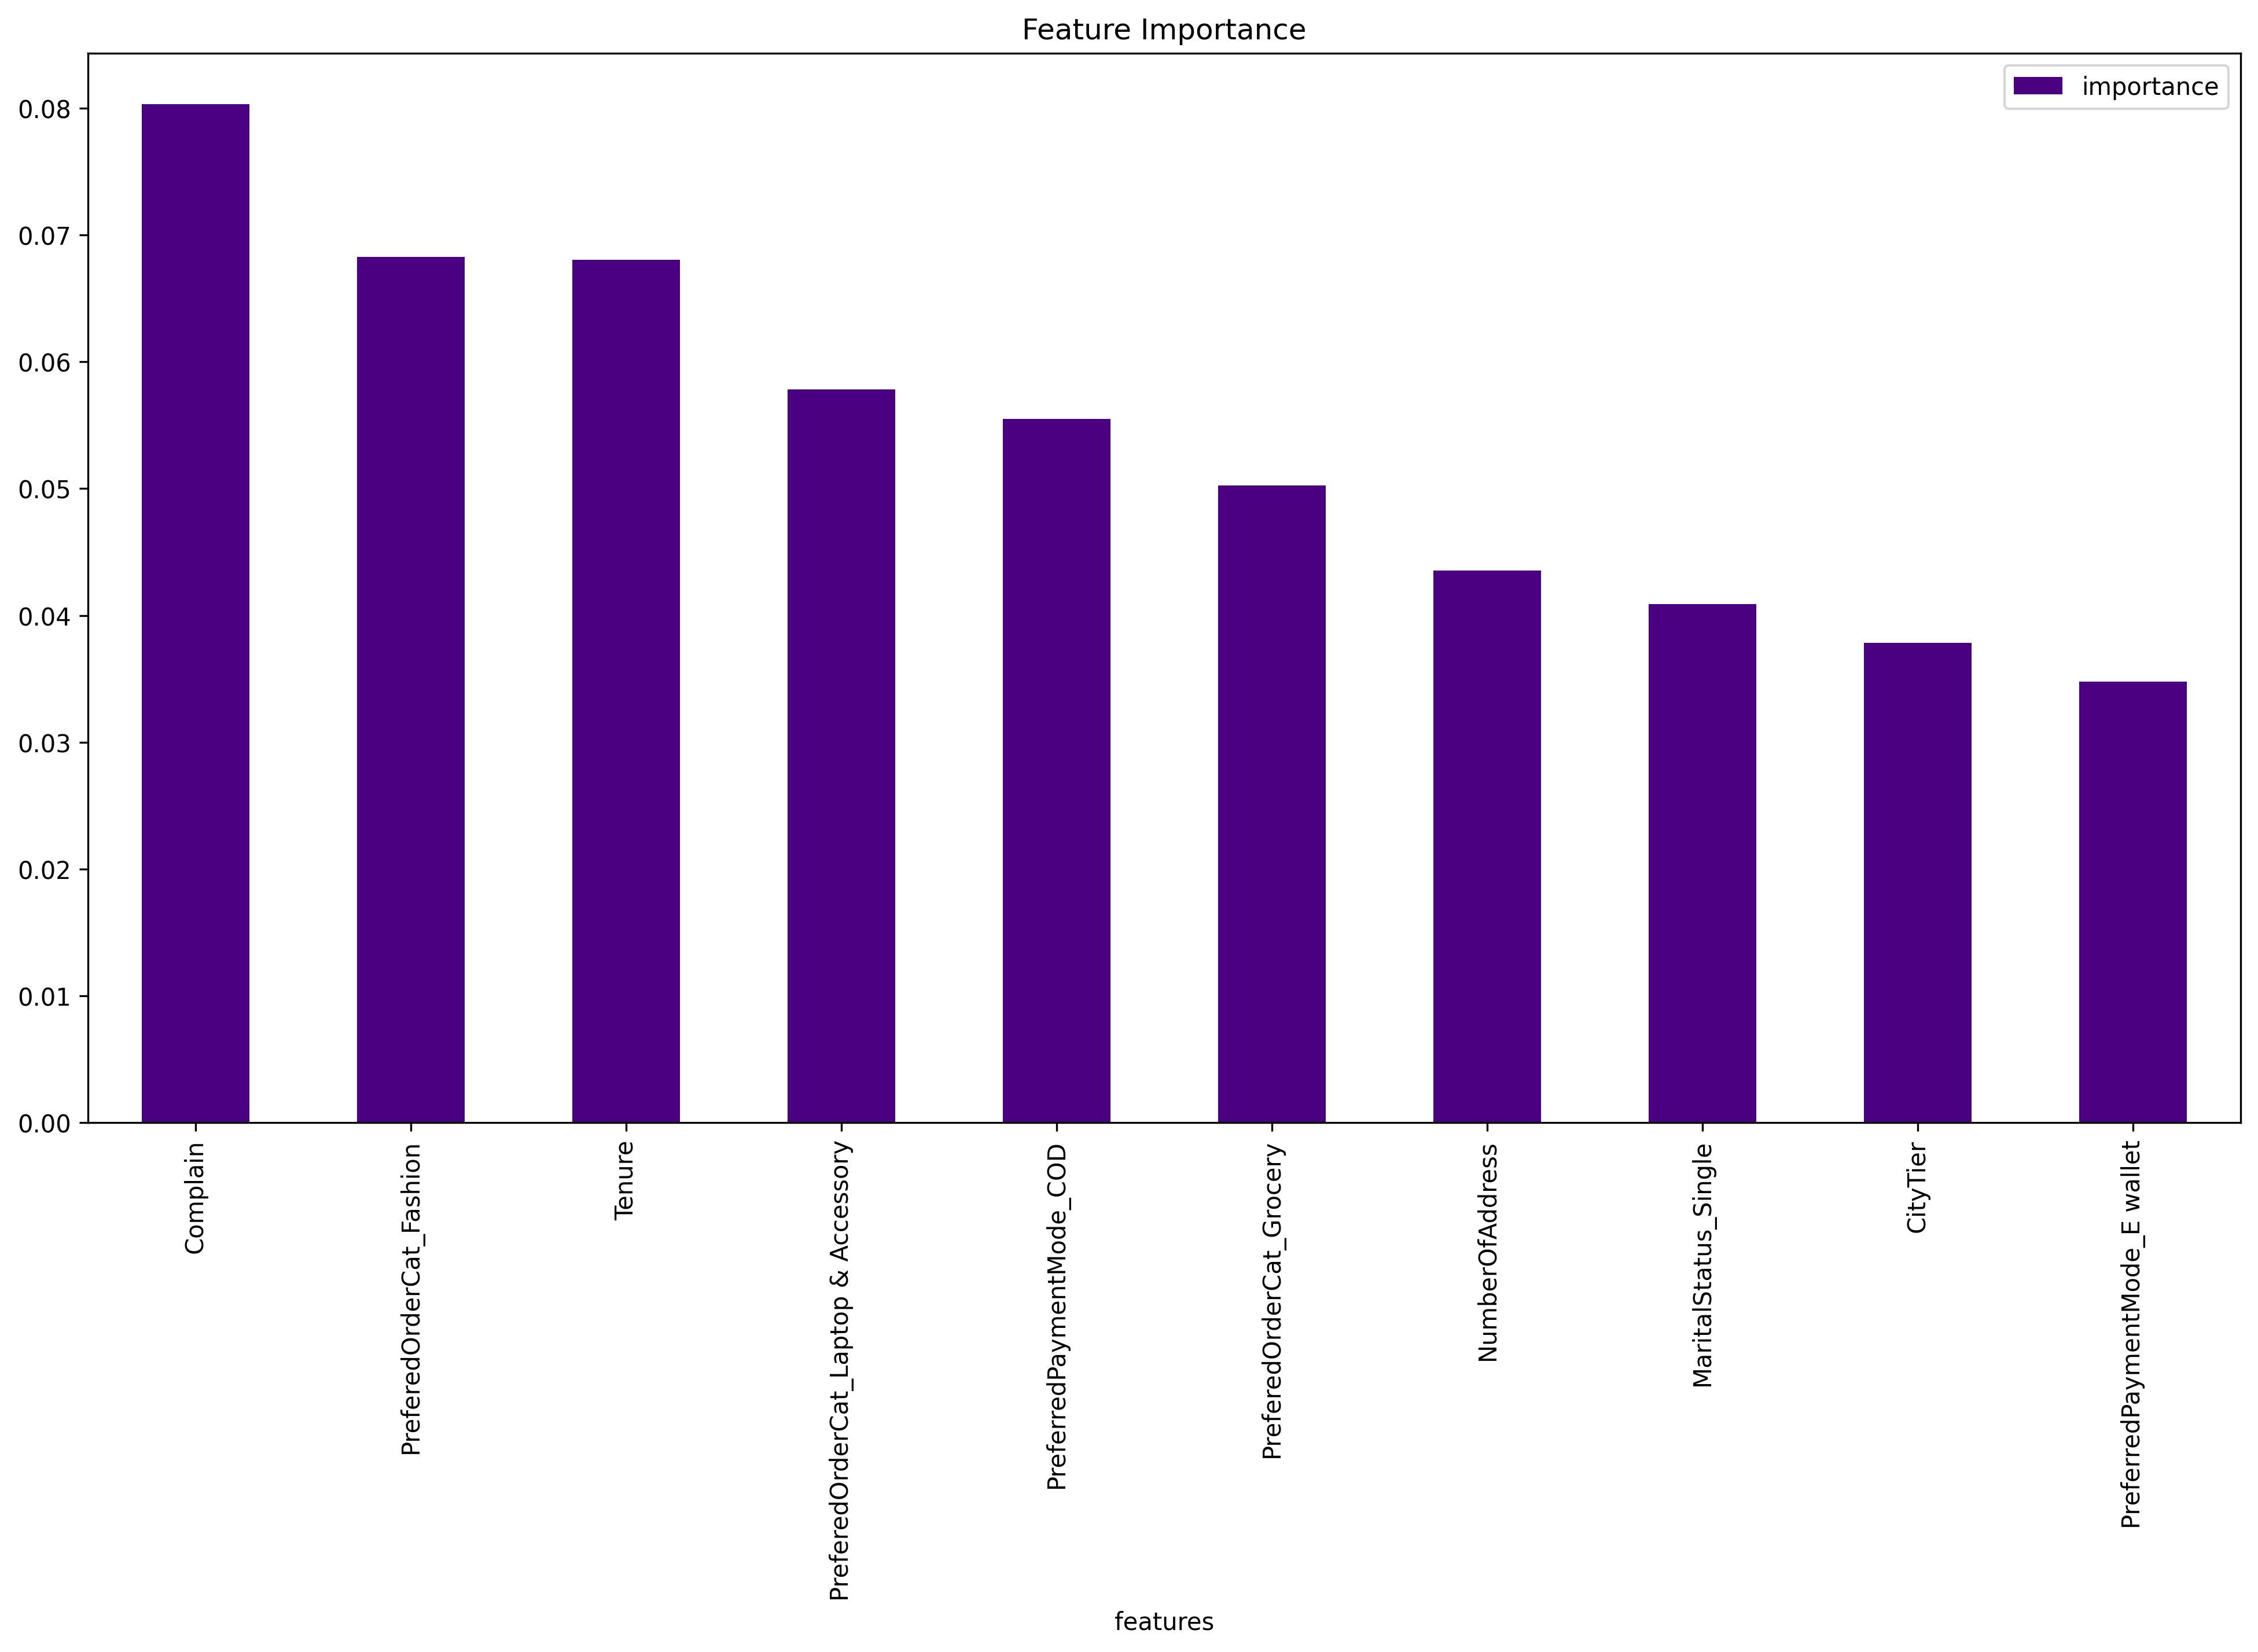 Feature Importance
importance
0.08
0.07
0.06
0.05
0.04
0.03
0.02
0.01
0.00
Complain
PreferedOrderCat_Fashion
Tenure
PreferedOrderCat_Laptop & Accessory
PreferredPaymentMode_COD
PreferedOrderCat_Grocery
NumberOfAddress
MaritalStatus_Single
CityTier
PreferredPaymentMode_E wallet
features